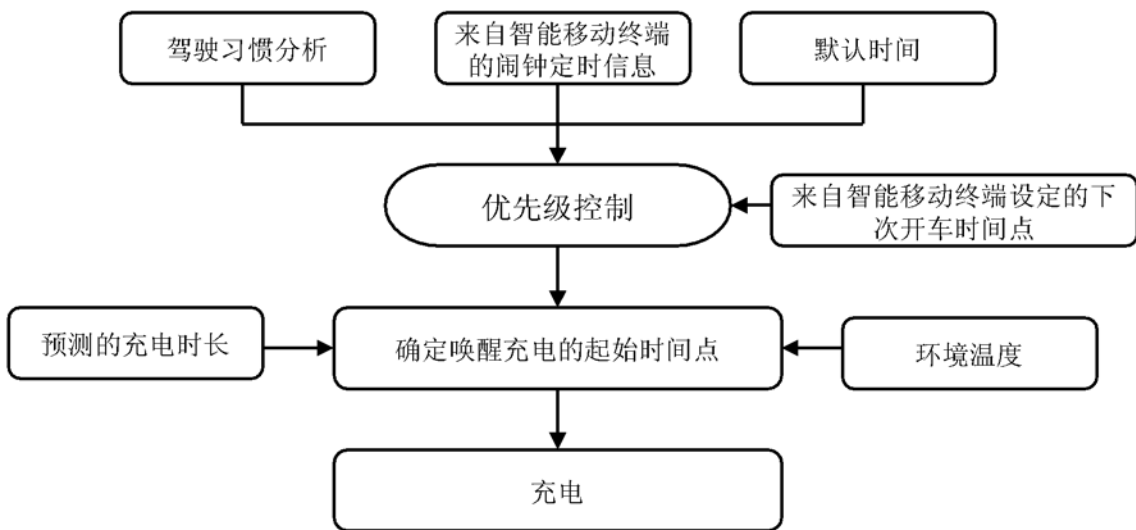 驾驶习惯分析
来自智能移动终端
的闹钟定时信息
默认时间
优先级控制
来自智能移动终端设定的下
次开车时间点
预测的充电时长
确定唤醒充电的起始时间点
环境温度
充电